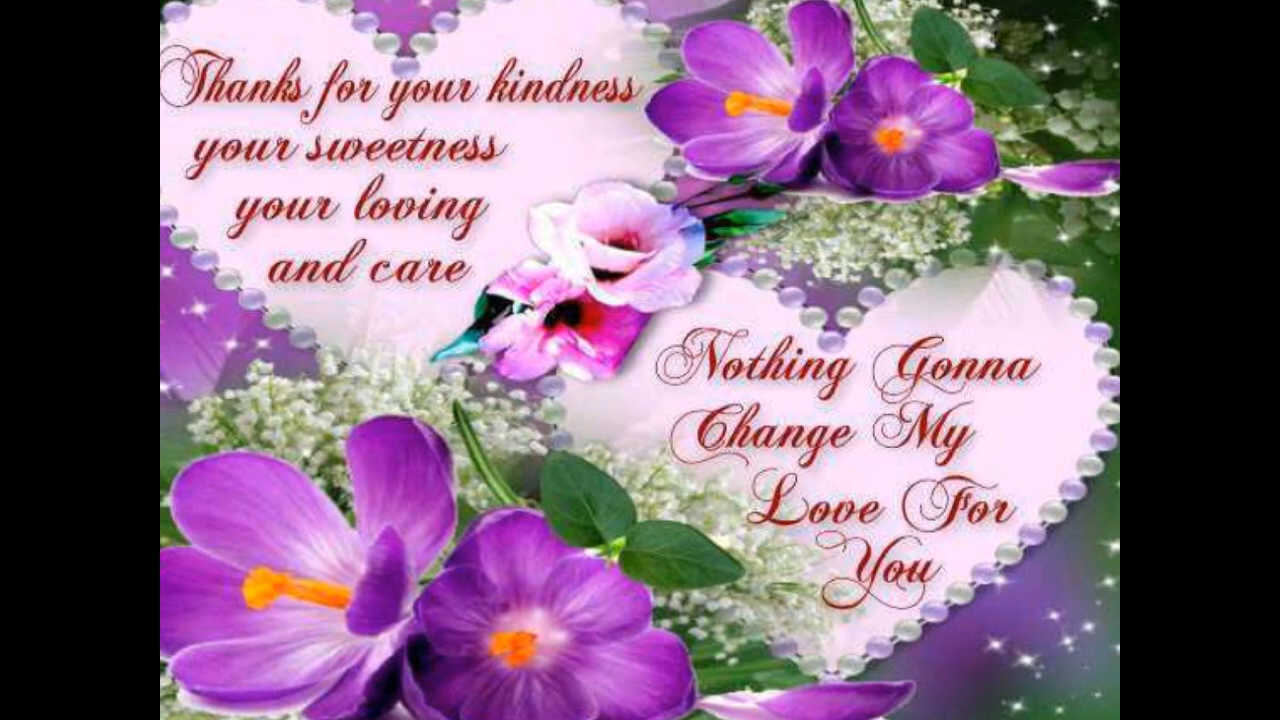 Thanks for your kindness
your sweetness
your loving
and care
Nothing Gonna
Change My
Love For
You